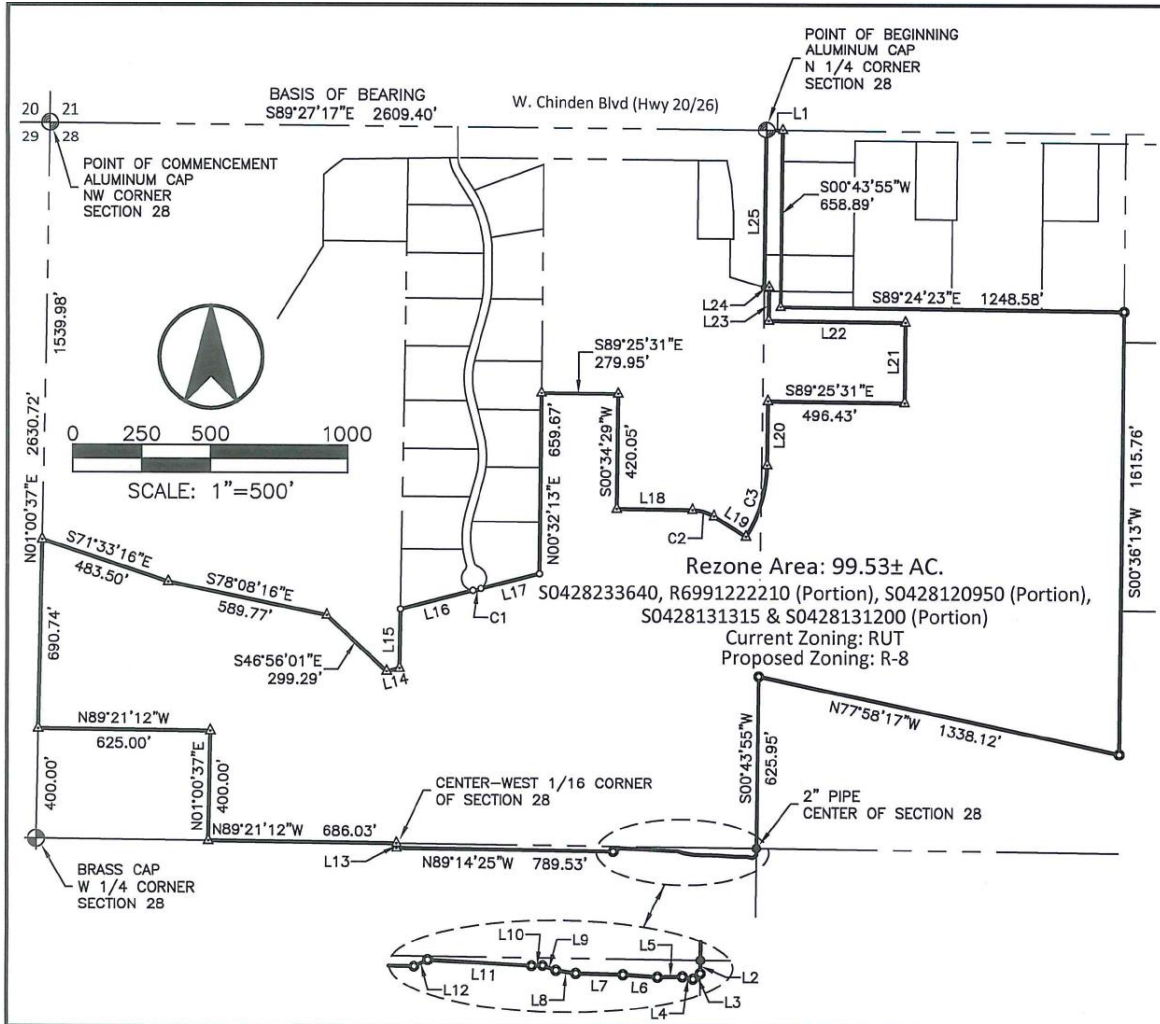 POINT OF BEGINNING
ALUMINUM CAP
N 1/4 CORNER
SECTION 28
BASIS OF BEARING
S89°27'17"E 2609.40'
W. Chinden Blvd (Hwy 20/26)
L1
20 21
29 28
POINT OF COMMENCEMENT
ALUMINUM CAP
NW CORNER
SECTION 28
S00°43'55"W
658.89'
L25
1539.98'
L24
L23
S89°24'23"E 1248.58'
L22
L21
S89°25'31"E
279.95'
S89°25'31"E
496.43'
N01°00'37"E 2630.72'
0 250 500 1000
SCALE: 1"=500'
659.67'
N00°32'13"E
S00°34'29"W
420.05'
L20
S00°36'13"W 1615.76'
L18
C2
L19
C3
S71°33'16"E
483.50'
S78°08'16"E
589.77'
L16
C1
L17
L15
Rezone Area: 99.53± AC.
S0428233640, R6991222210 (Portion), S0428120950 (Portion),
S0428131315 & S0428131200 (Portion)
Current Zoning: RUT
Proposed Zoning: R-8
690.74'
S46°56'01"E
299.29'
L14
N77°58'17"W 1338.12'
S00°43'55"W
625.95'
N89°21'12"W
625.00'
400.00'
N01°00'37"E
400.00'
CENTER-WEST 1/16 CORNER
OF SECTION 28
2" PIPE
CENTER OF SECTION 28
N89°21'12"W 686.03'
L13
N89°14'25"W 789.53'
BRASS CAP
W 1/4 CORNER
SECTION 28
L10
L9
L5
L11
L12
L8
L7
L6
L4
L3
L2